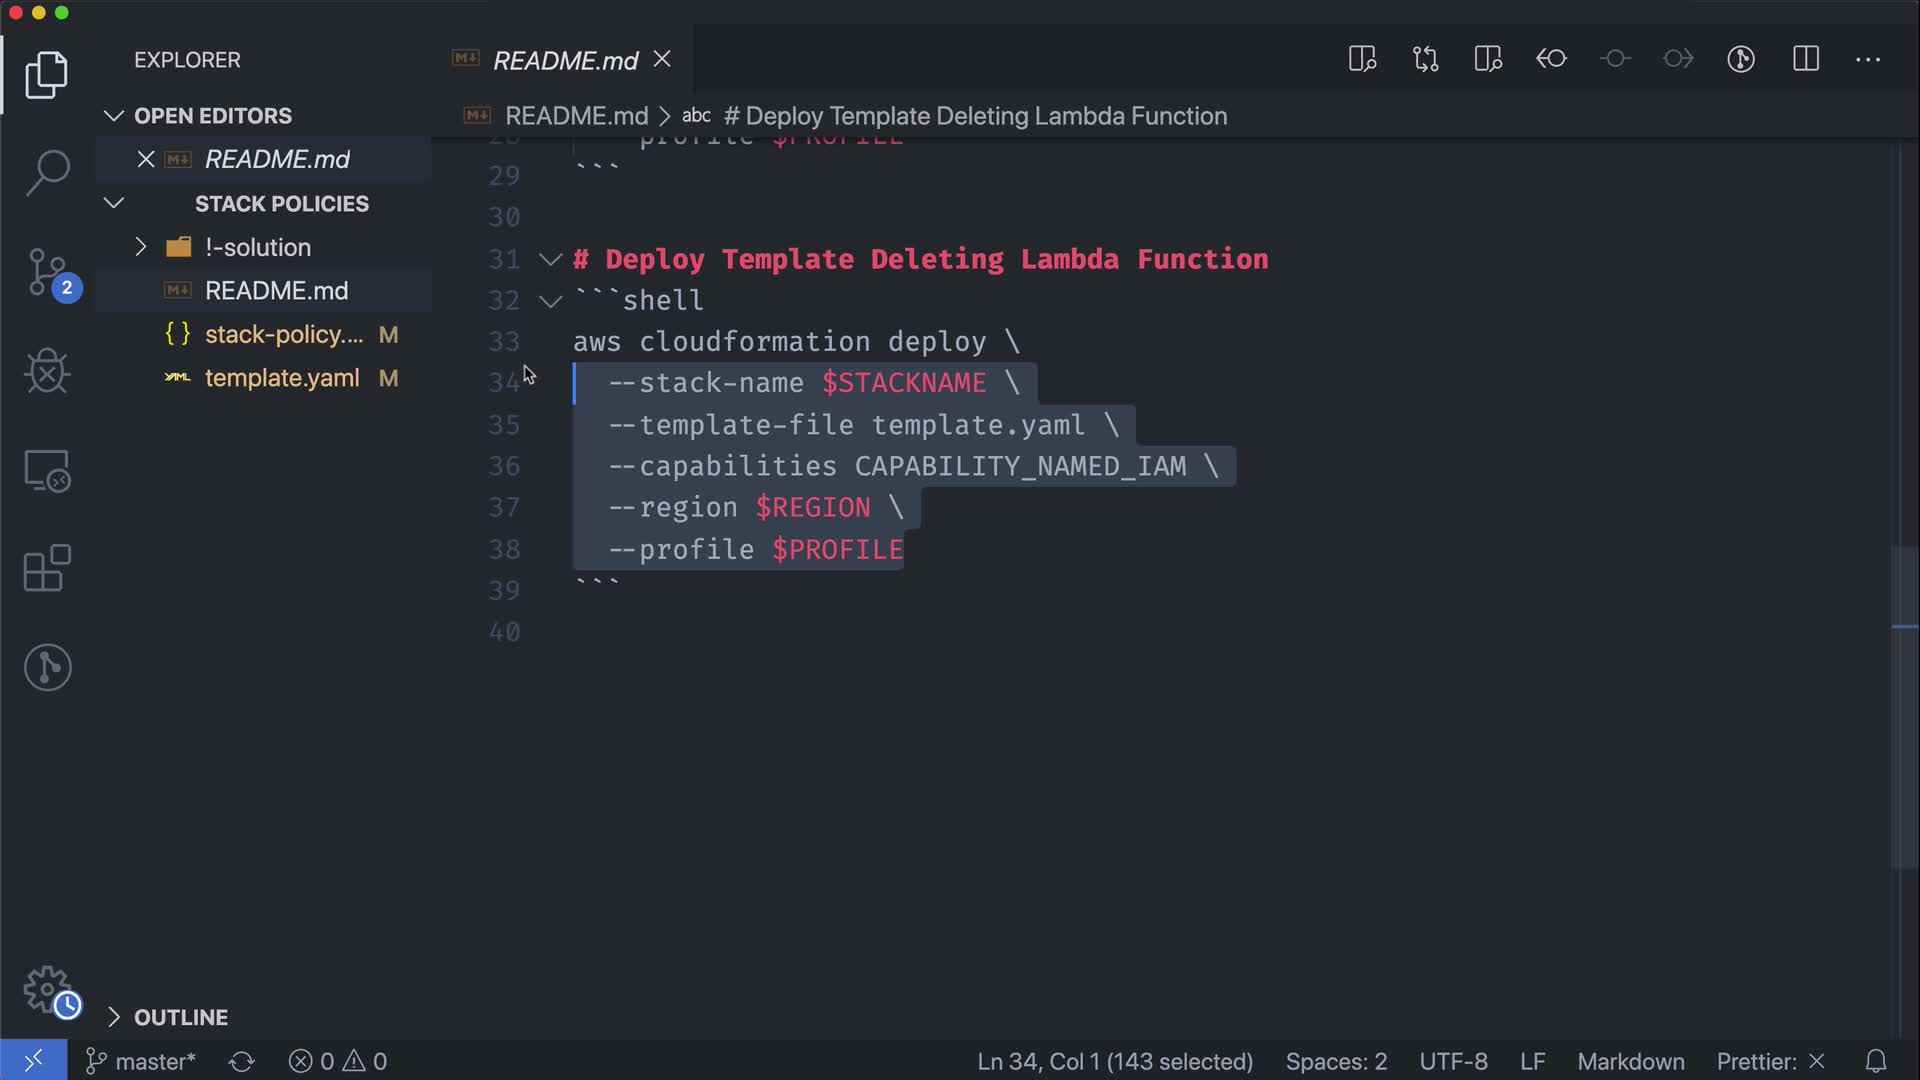 EXPLORER
OPEN EDITORS
README.md
STACK POLICIES
!-solution
README.md
stack-policy.... M
template.yaml M
OUTLINE
README.md
README.md > abc # Deploy Template Deleting Lambda Function
28 --profile $PROFILE
29 ```
30
31 # Deploy Template Deleting Lambda Function
32 ```shell
33 aws cloudformation deploy \
34 --stack-name $STACKNAME \
35 --template-file template.yaml \
36 --capabilities CAPABILITY_NAMED_IAM \
37 --region $REGION \
38 --profile $PROFILE
39 ```
40
2
master* 0 0 Ln 34, Col 1 (143 selected) Spaces: 2 UTF-8 LF Markdown Prettier: ×